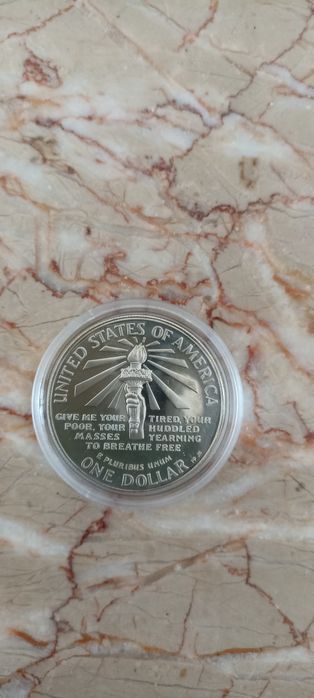 UNITED STATES OF AMERICA
GIVE ME YOUR TIRED, YOUR
POOR, YOUR HUDDLED
MASSES YEARNING
TO BREATHE FREE
E PLURIBUS UNUM
ONE DOLLAR